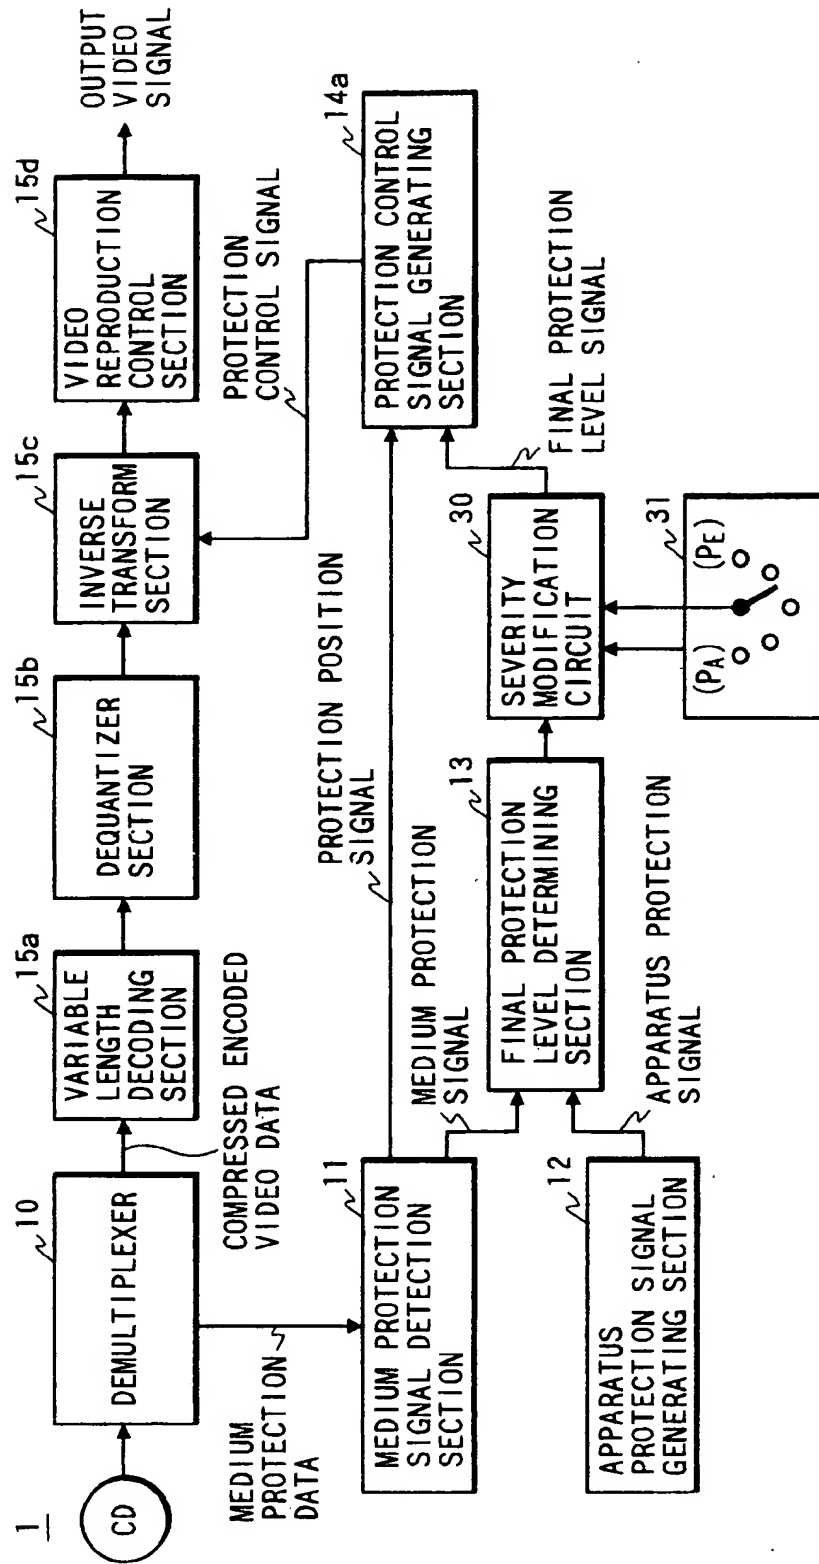 1
CD
10
DEMULTIPLEXER
15a
VARIABLE
LENGTH
DECODING
SECTION
15b
DEQUANTIZER
SECTION
15c
INVERSE
TRANSFORM
SECTION
15d
VIDEO
REPRODUCTION
CONTROL
SECTION
OUTPUT
VIDEO
SIGNAL
COMPRESSED ENCODED
VIDEO DATA
MEDIUM
PROTECTION
DATA
PROTECTION
CONTROL SIGNAL
11
MEDIUM PROTECTION
SIGNAL DETECTION
SECTION
PROTECTION POSITION
SIGNAL
14a
PROTECTION CONTROL
SIGNAL GENERATING
SECTION
MEDIUM PROTECTION
SIGNAL
13
FINAL PROTECTION
LEVEL DETERMINING
SECTION
30
SEVERITY
MODIFICATION
CIRCUIT
FINAL PROTECTION
LEVEL SIGNAL
12
APPARATUS
PROTECTION SIGNAL
GENERATING SECTION
APPARATUS PROTECTION
SIGNAL
31
(PA)
(PE)